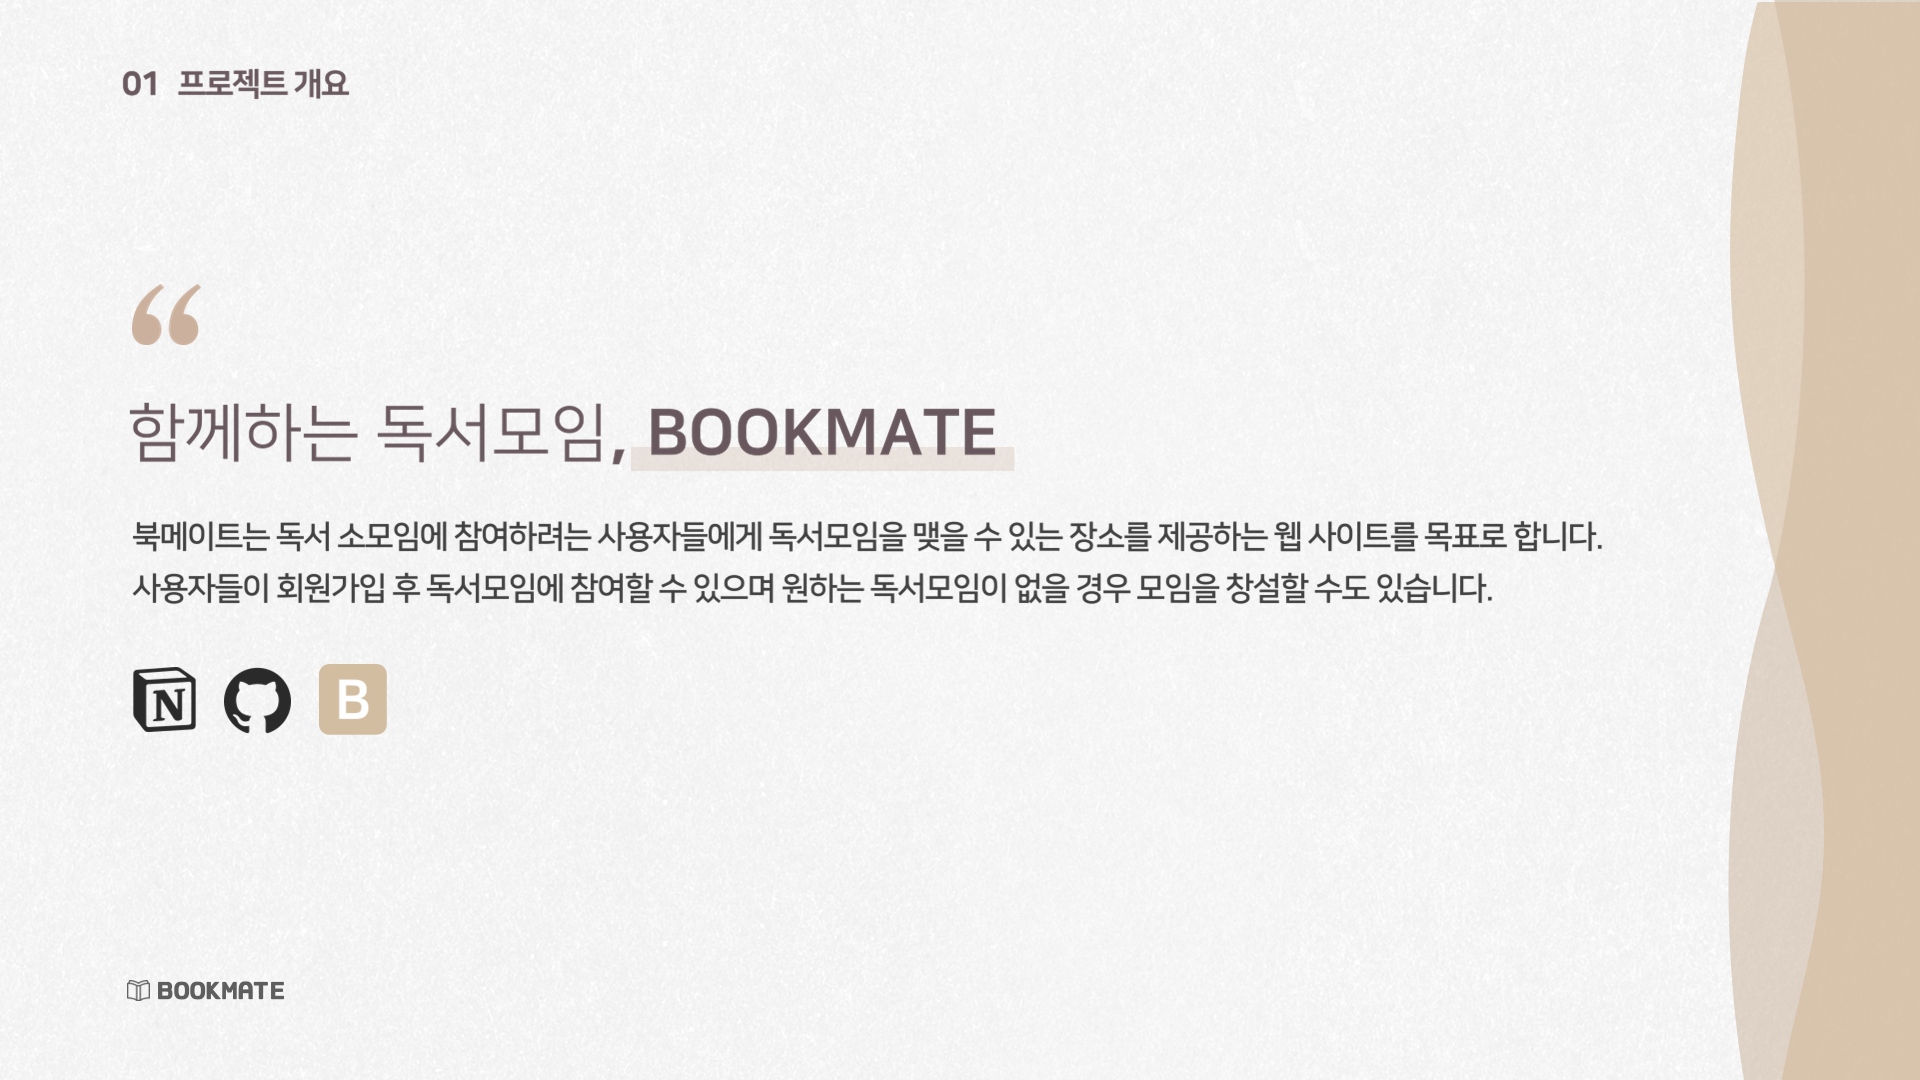 01 프로젝트 개요
“
함께하는 독서모임, BOOKMATE
북메이트는 독서 소모임에 참여하려는 사용자들에게 독서모임을 맺을 수 있는 장소를 제공하는 웹 사이트를 목표로 합니다.
사용자들이 회원가입 후 독서모임에 참여할 수 있으며 원하는 독서모임이 없을 경우 모임을 창설할 수도 있습니다.
N B
BOOKMATE